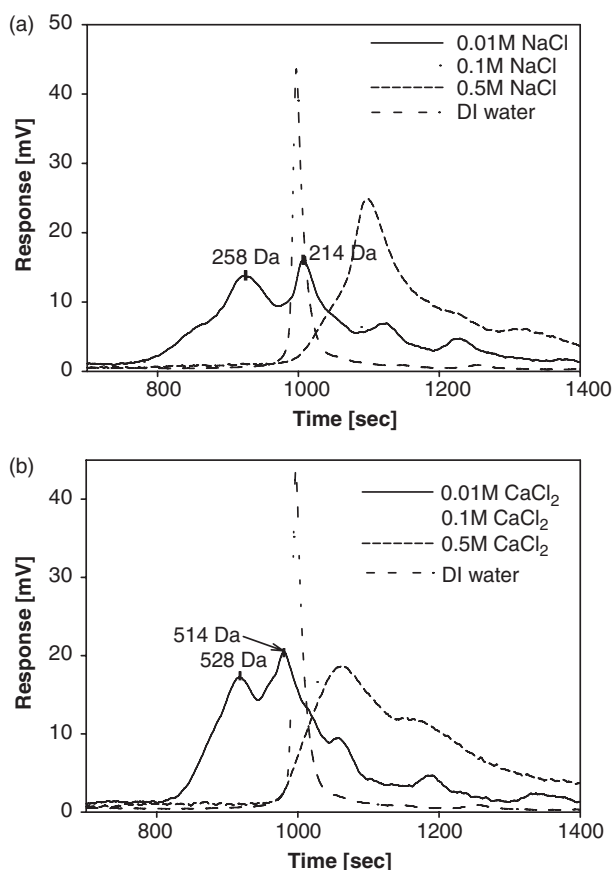 (a)
50
40
30
20
10
0
Response [mV]
0.01M NaCl
0.1M NaCl
0.5M NaCl
DI water
258 Da
214 Da
800 1000 1200 1400
Time [sec]
(b)
40
30
20
10
0
Response [mV]
0.01M CaCl₂
0.1M CaCl₂
0.5M CaCl₂
DI water
514 Da
528 Da
800 1000 1200 1400
Time [sec]